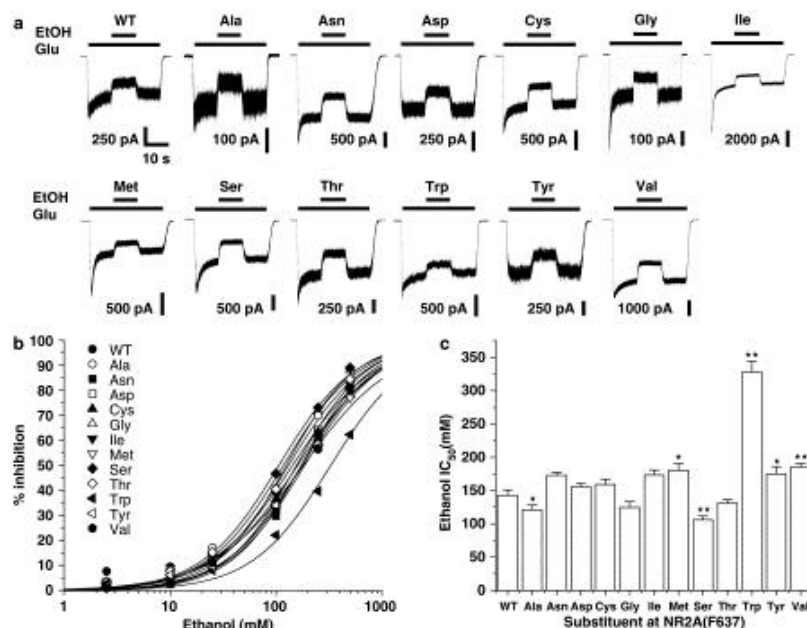 a
WT Ala Asn Asp Cys Gly Ile
EtOH
Glu
250 pA 100 pA 500 pA 250 pA 500 pA 100 pA 2000 pA
10 s
Met Ser Thr Trp Tyr Val
EtOH
Glu
500 pA 500 pA 250 pA 500 pA 250 pA 1000 pA
b
100
90
80
70
60
50
40
30
20
10
0
% inhibition
WT
Ala
Asn
Asp
Cys
Gly
Ile
Met
Ser
Thr
Trp
Tyr
Val
1 10 100 1000
Ethanol (mM)
c
350
300
250
200
150
100
50
0
Ethanol IC50(mM)
* * ** ** * **
WT Ala Asn Asp Cys Gly Ile Met Ser Thr Trp Tyr Val
Substituent at NR2A(F637)